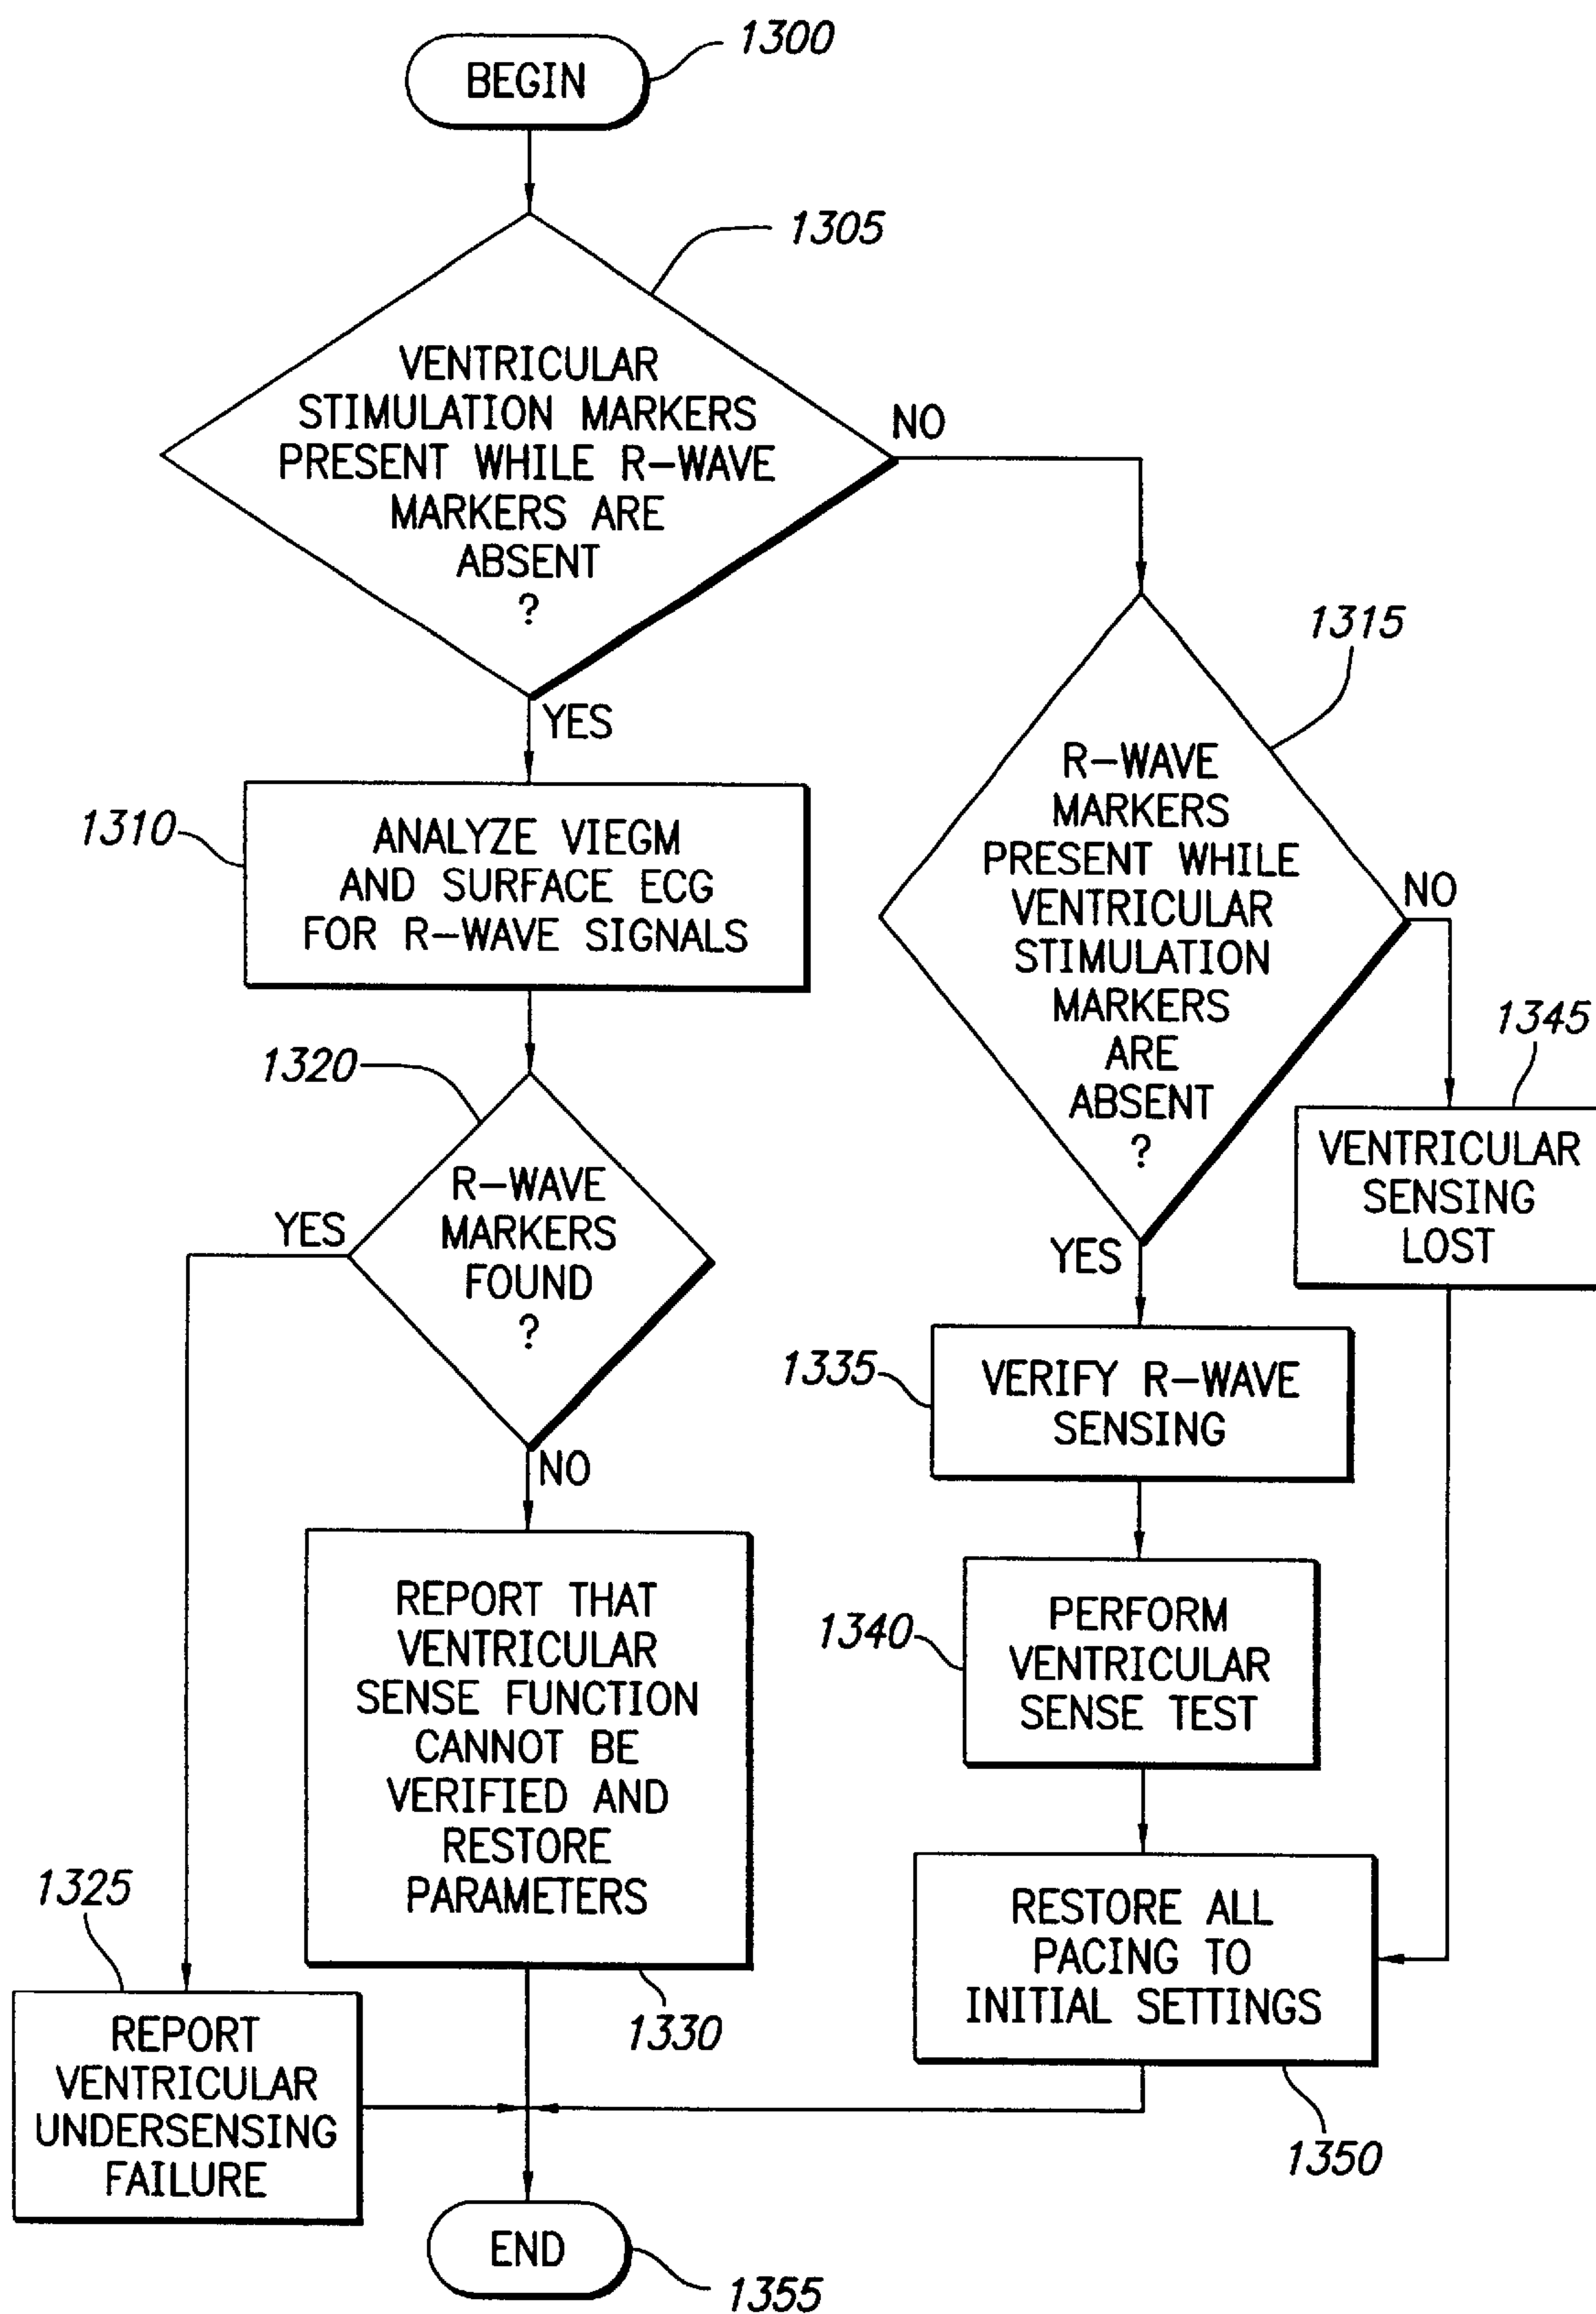 1300
BEGIN
1305
VENTRICULAR
STIMULATION MARKERS
PRESENT WHILE R-WAVE
MARKERS ARE
ABSENT
?
NO
YES
1310
ANALYZE VIEGM
AND SURFACE ECG
FOR R-WAVE SIGNALS
1315
R-WAVE
MARKERS
PRESENT WHILE
VENTRICULAR
STIMULATION
MARKERS
ARE
ABSENT
?
NO
YES
1345
VENTRICULAR
SENSING
LOST
1320
R-WAVE
MARKERS
FOUND
?
YES
NO
1335
VERIFY R-WAVE
SENSING
1340
PERFORM
VENTRICULAR
SENSE TEST
REPORT THAT
VENTRICULAR
SENSE FUNCTION
CANNOT BE
VERIFIED AND
RESTORE
PARAMETERS
1330
1325
REPORT
VENTRICULAR
UNDERSENSING
FAILURE
RESTORE ALL
PACING TO
INITIAL SETTINGS
1350
END
1355